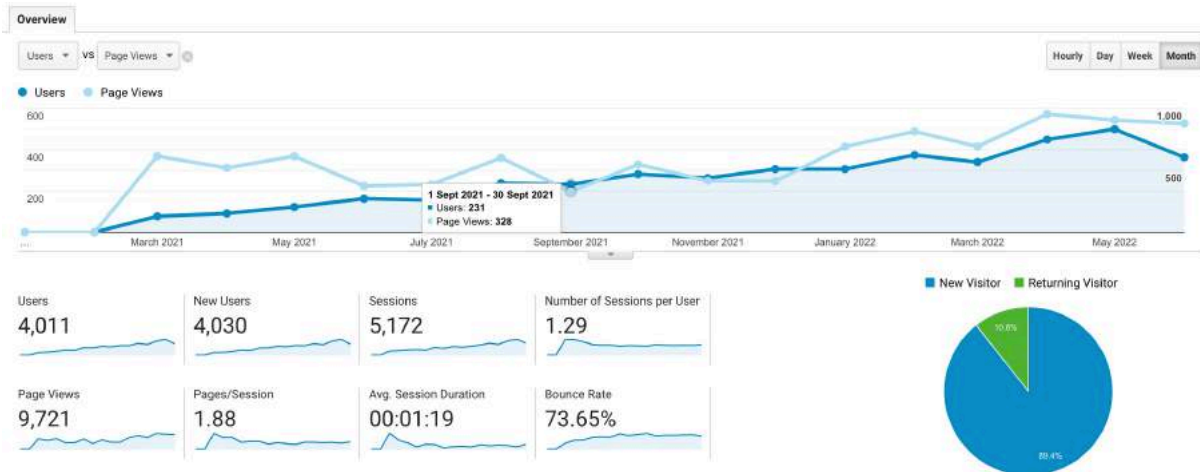 Overview
Users vs Page Views
Hourly Day Week Month
Users Page Views
600 1,000
400
500
200
1 Sept 2021 - 30 Sept 2021
Users: 231
Page Views: 328
... March 2021 May 2021 July 2021 September 2021 November 2021 January 2022 March 2022 May 2022
New Visitor Returning Visitor
Users New Users Sessions Number of Sessions per User
4,011 4,030 5,172 1.29
Page Views Pages/Session Avg. Session Duration Bounce Rate
9,721 1.88 00:01:19 73.65%
10.8%
89.4%